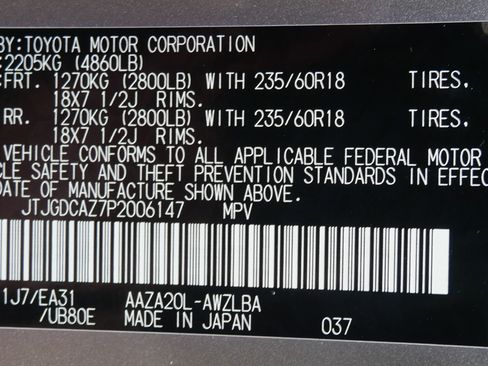 BY:TOYOTA MOTOR CORPORATION
:2205KG (4860LB)
:FRT. 1270KG (2800LB) WITH 235/60R18 TIRES,
18X7 1/2J RIMS.
RR. 1270KG (2800LB) WITH 235/60R18 TIRES,
18X7 1/2J RIMS.
VEHICLE CONFORMS TO ALL APPLICABLE FEDERAL MOTOR
CLE SAFETY AND THEFT PREVENTION STANDARDS IN EFFEC
DATE OF MANUFACTURE SHOWN ABOVE.
JTJGDCAZ7P2006147 MPV
1J7/EA31 AAZA20L-AWZLBA
/UB80E MADE IN JAPAN 037